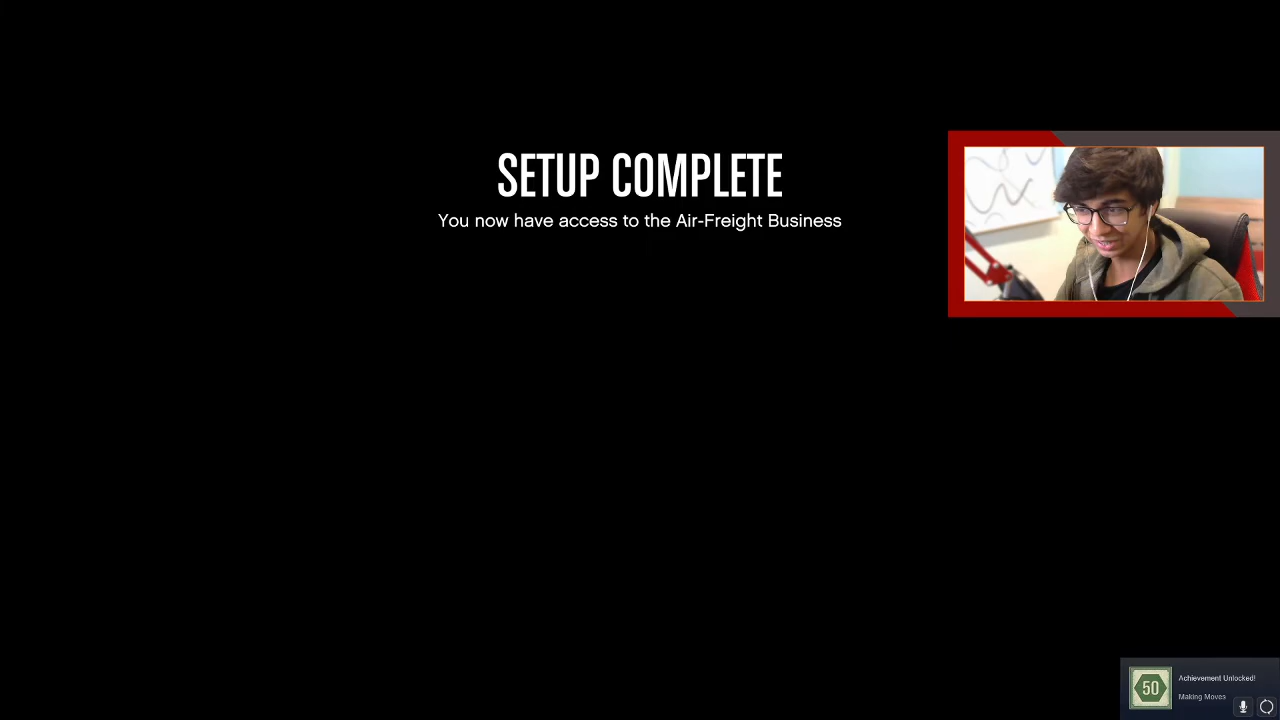 SETUP COMPLETE
You now have access to the Air-Freight Business
50
Achievement Unlocked!
Making Moves